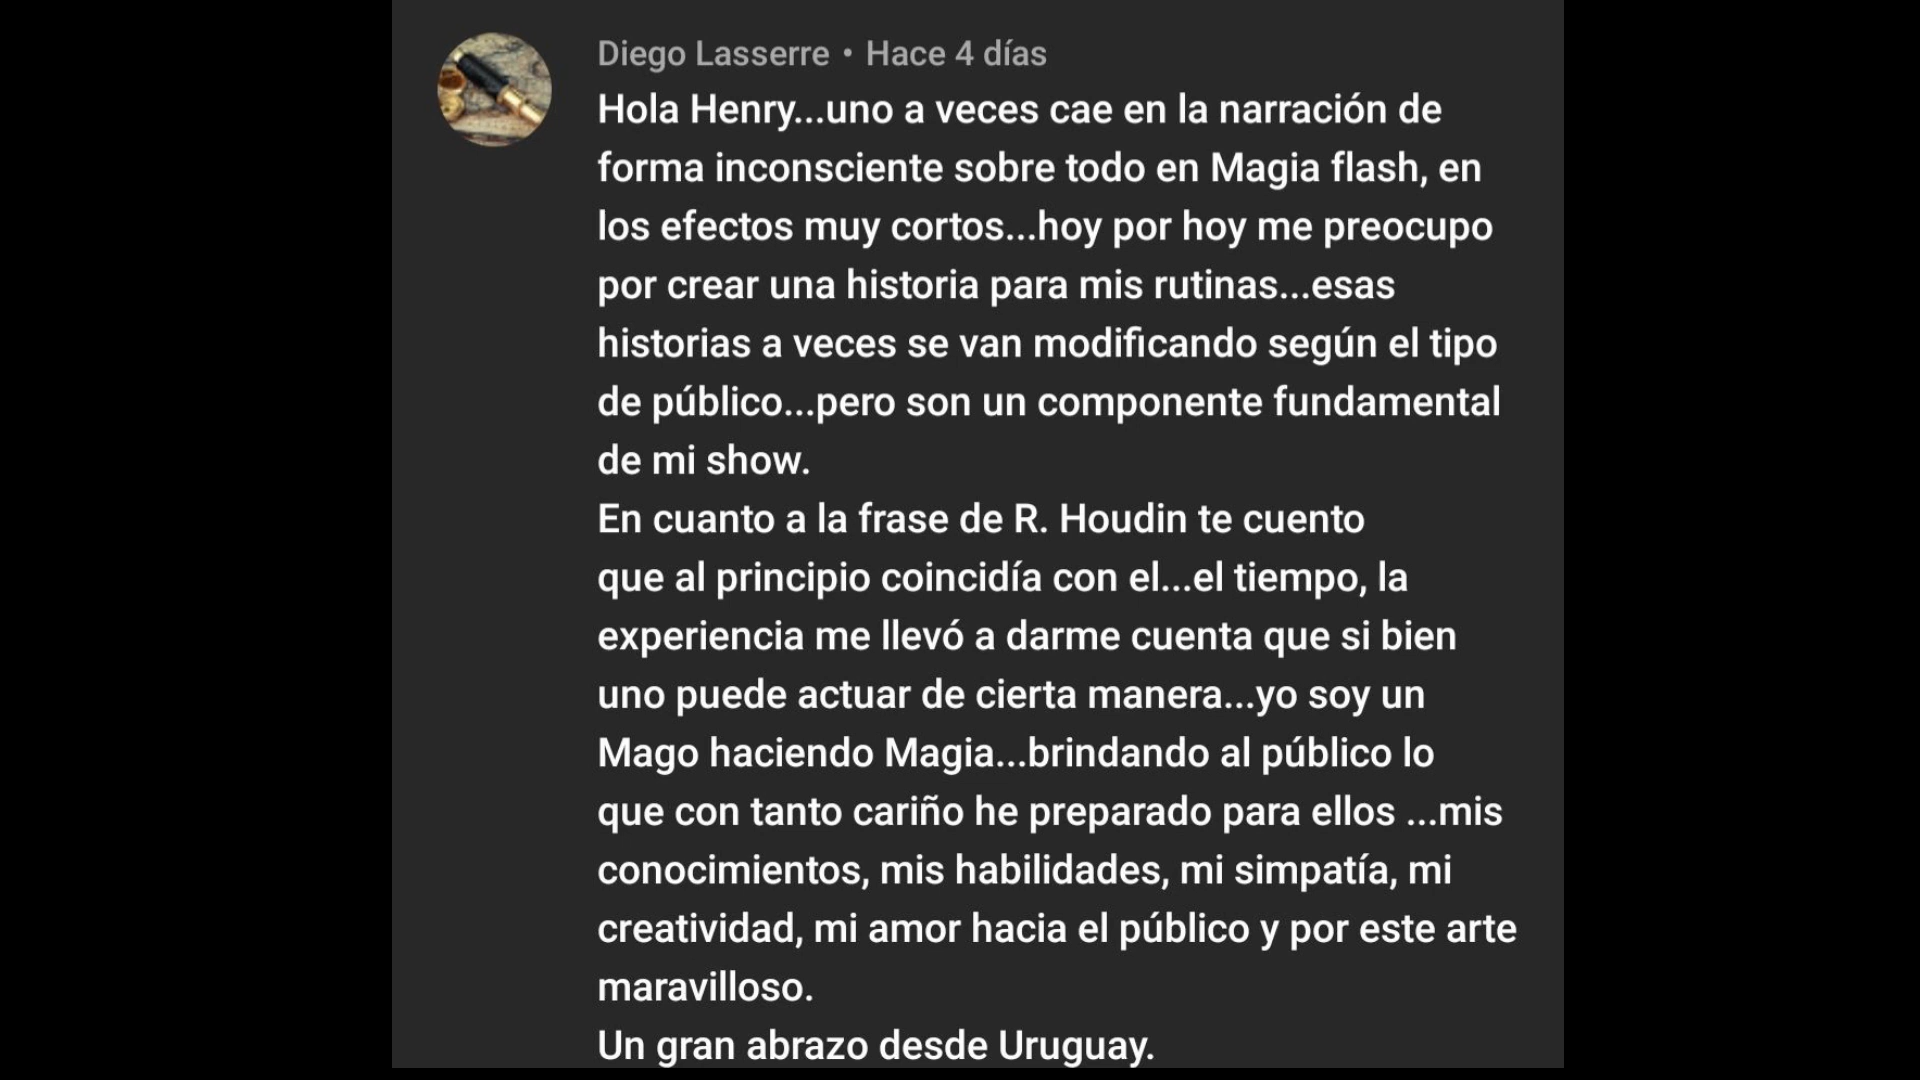 Diego Lasserre • Hace 4 días
Hola Henry...uno a veces cae en la narración de
forma inconsciente sobre todo en Magia flash, en
los efectos muy cortos...hoy por hoy me preocupo
por crear una historia para mis rutinas...esas
historias a veces se van modificando según el tipo
de público...pero son un componente fundamental
de mi show.
En cuanto a la frase de R. Houdin te cuento
que al principio coincidía con el...el tiempo, la
experiencia me llevó a darme cuenta que si bien
uno puede actuar de cierta manera...yo soy un
Mago haciendo Magia...brindando al público lo
que con tanto cariño he preparado para ellos ...mis
conocimientos, mis habilidades, mi simpatía, mi
creatividad, mi amor hacia el público y por este arte
maravilloso.
Un gran abrazo desde Uruguay.